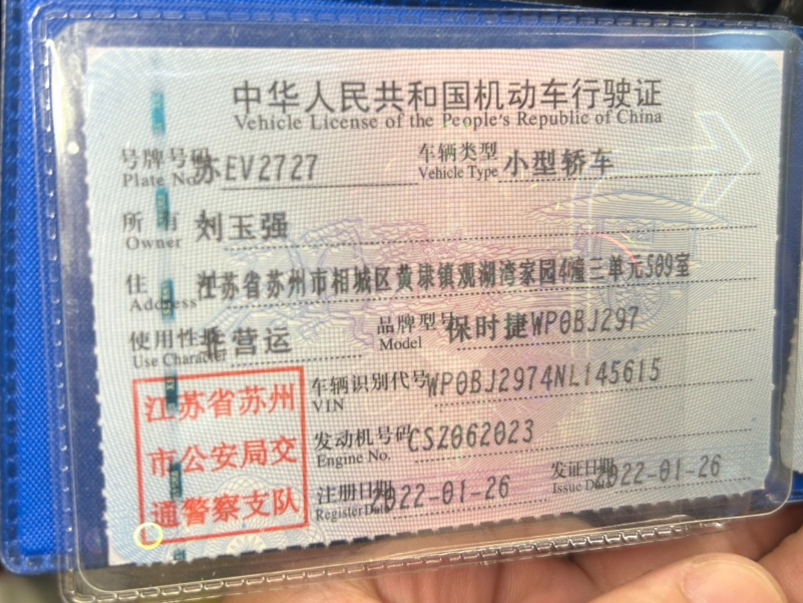 中华人民共和国机动车行驶证
Vehicle License of the People's Republic of China
号牌号码 苏EV2727 车辆类型 小型轿车
Plate No. Vehicle Type
所有人 刘玉强
Owner
住址 江苏省苏州市相城区黄埭镇观湖湾家园4幢三单元509室
Address
使用性质 非营运 品牌型号 保时捷WP0BJ297
Use Character Model
江苏省苏州 车辆识别代号 WP0BJ2974NL145615
VIN
市公安局交 发动机号码 CSZ062023
Engine No.
通警察支队 注册日期 2022-01-26 发证日期 2022-01-26
Register Date Issue Date